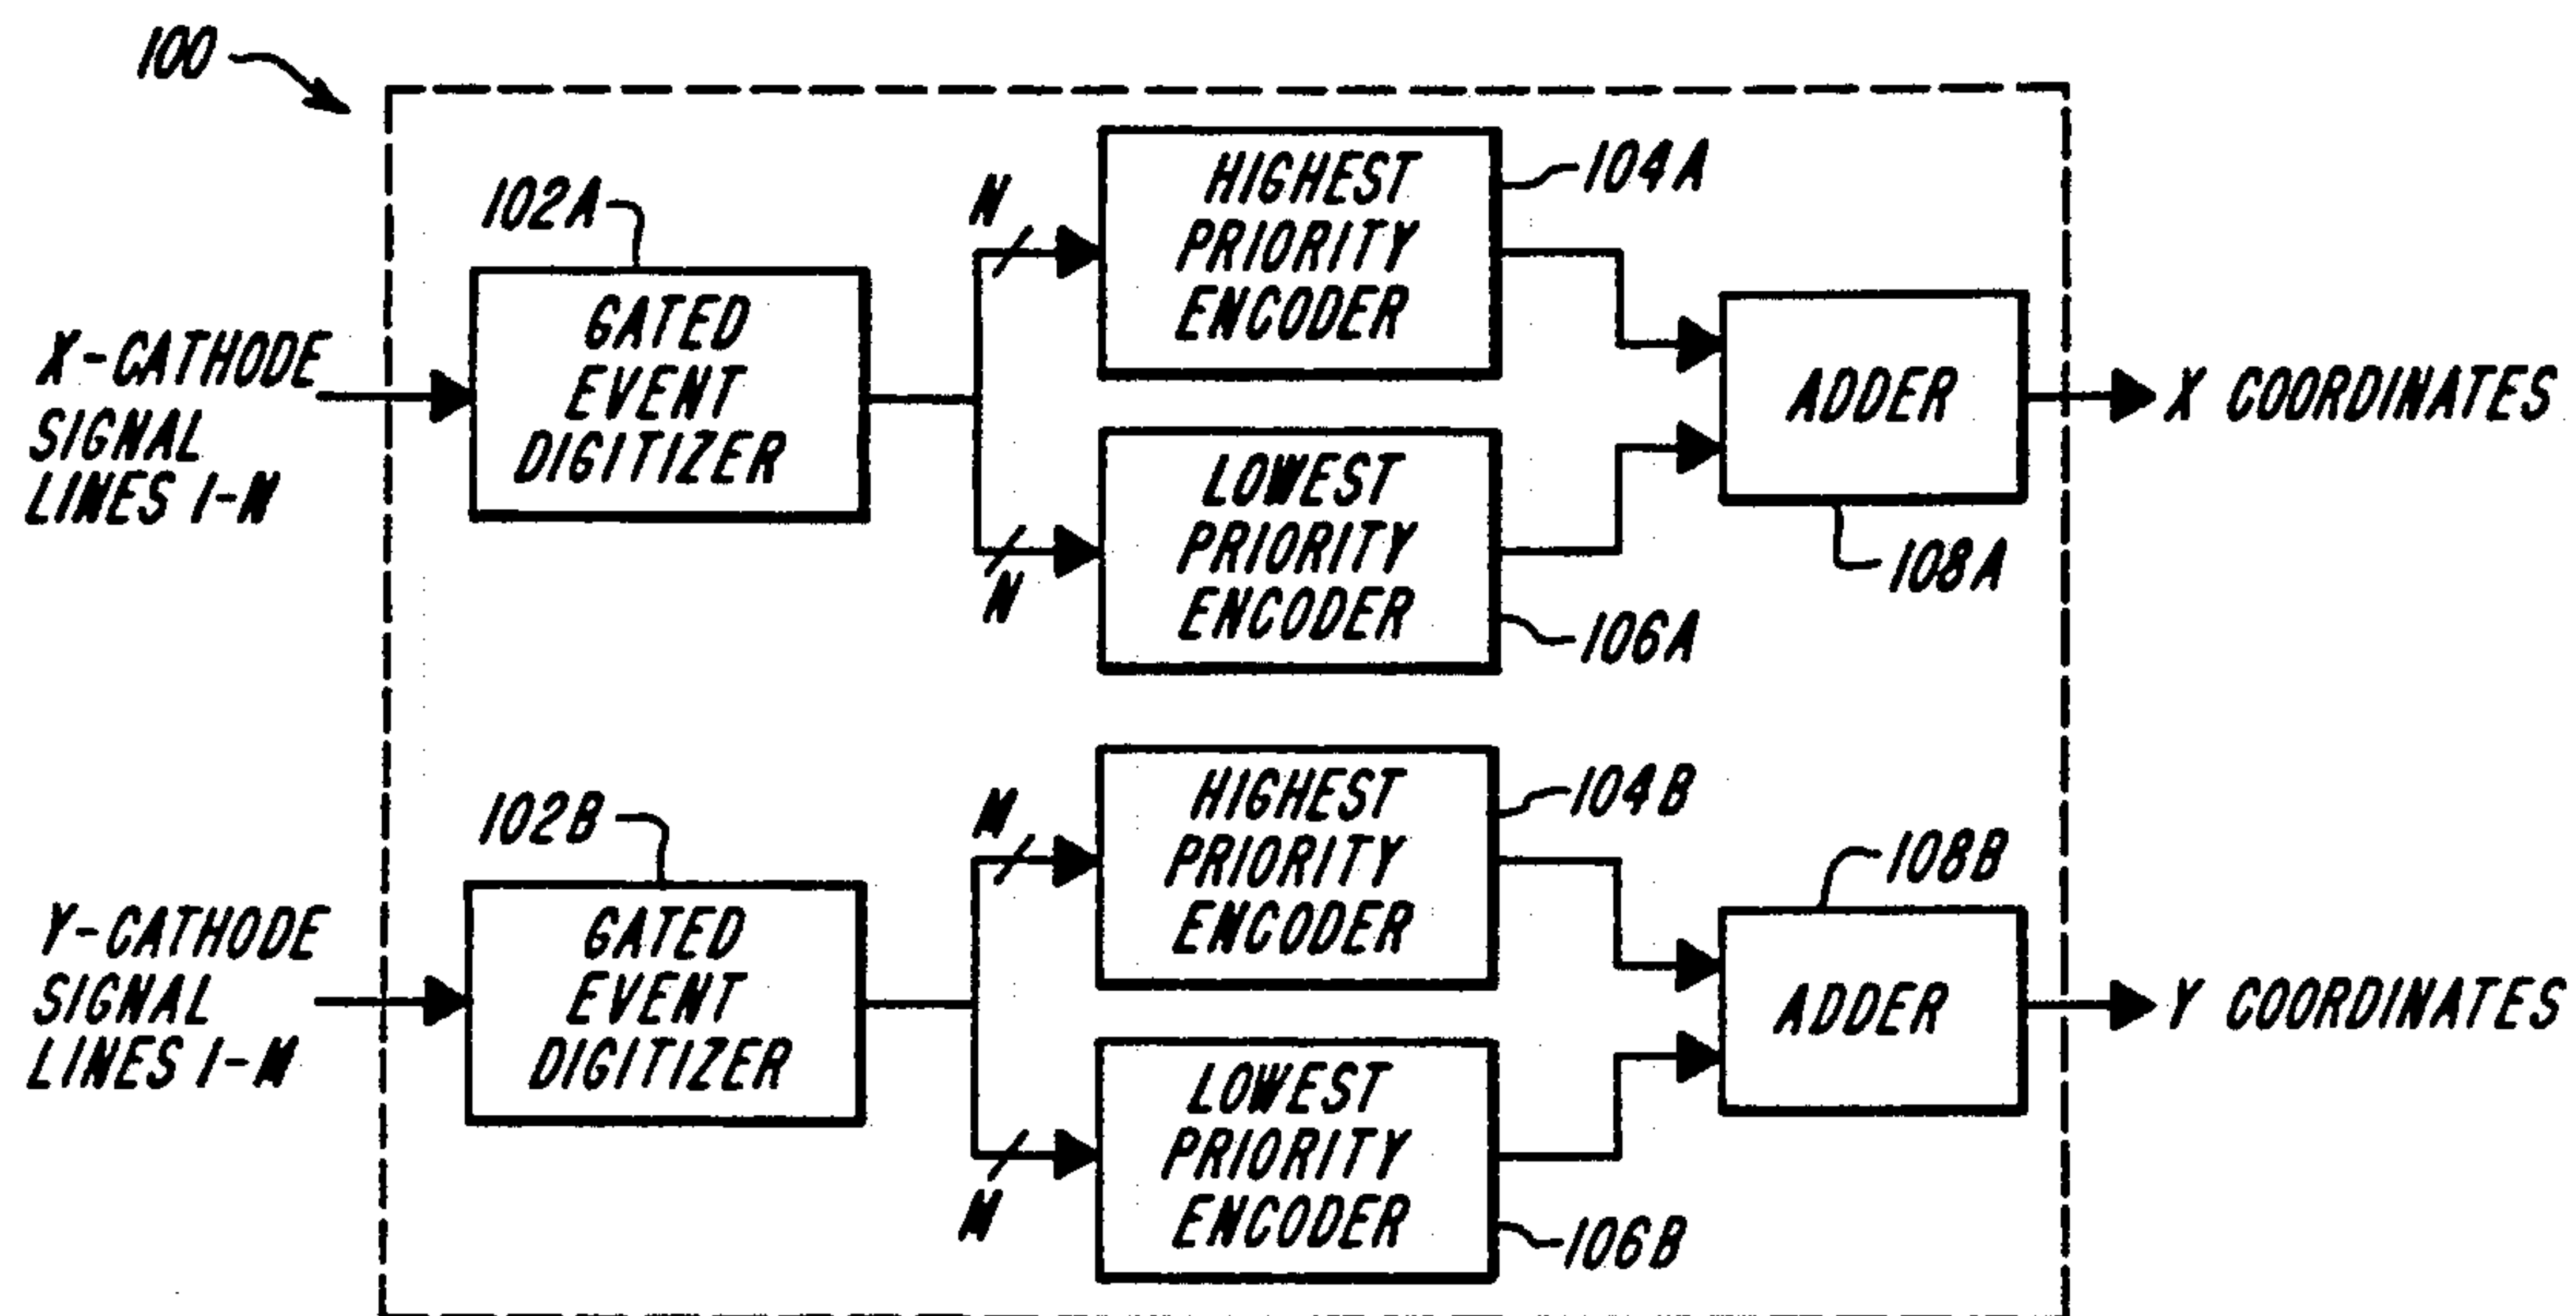 100
102A
N
HIGHEST
PRIORITY
ENCODER
104A
X-CATHODE
SIGNAL
LINES 1-N
GATED
EVENT
DIGITIZER
ADDER
X COORDINATES
N
LOWEST
PRIORITY
ENCODER
106A
108A
102B
M
HIGHEST
PRIORITY
ENCODER
104B
108B
Y-CATHODE
SIGNAL
LINES 1-M
GATED
EVENT
DIGITIZER
ADDER
Y COORDINATES
M
LOWEST
PRIORITY
ENCODER
106B